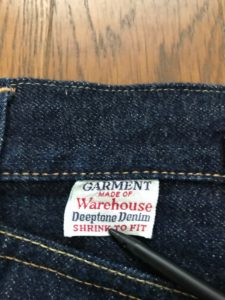 GARMENT
MADE OF
Warehouse
Deeptone Denim
SHRINK TO FIT